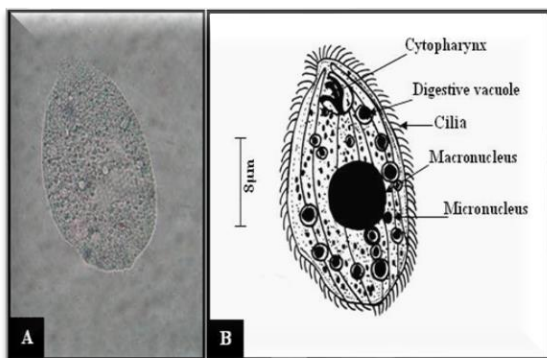 A
B
Cytopharynx
Digestive vacuole
Cilia
Macronucleus
Micronucleus
8µm